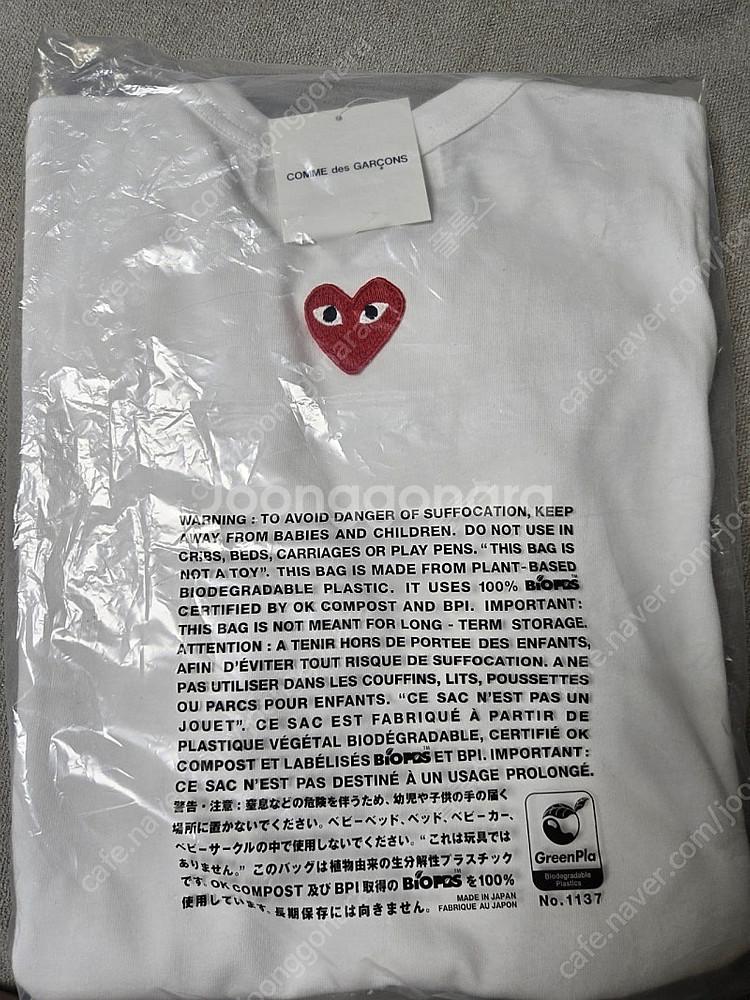 COMME des GARÇONS
Joonggonara
WARNING : TO AVOID DANGER OF SUFFOCATION, KEEP
AWAY FROM BABIES AND CHILDREN. DO NOT USE IN
CRIBS, BEDS, CARRIAGES OR PLAY PENS. “THIS BAG IS
NOT A TOY”. THIS BAG IS MADE FROM PLANT-BASED
BIODEGRADABLE PLASTIC. IT USES 100% BIOPOS™
CERTIFIED BY OK COMPOST AND BPI. IMPORTANT:
THIS BAG IS NOT MEANT FOR LONG - TERM STORAGE.
ATTENTION : A TENIR HORS DE PORTEE DES ENFANTS,
AFIN D’ÉVITER TOUT RISQUE DE SUFFOCATION. A NE
PAS UTILISER DANS LES COUFFINS, LITS, POUSSETTES
OU PARCS POUR ENFANTS. “CE SAC N’EST PAS UN
JOUET”. CE SAC EST FABRIQUÉ À PARTIR DE
PLASTIQUE VÉGÉTAL BIODÉGRADABLE, CERTIFIÉ OK
COMPOST ET LABÉLISÉS BIOPOS™ ET BPI. IMPORTANT:
CE SAC N’EST PAS DESTINÉ À UN USAGE PROLONGÉ.
警告・注意：窒息などの危険を伴うため、幼児や子供の手の届く
場所に置かないでください。ベビーベッド、ベッド、ベビーカー、
ベビーサークルの中で使用しないでください。“これは玩具では
ありません。”このバッグは植物由来の生分解性プラスチック
です。OK COMPOST 及び BPI 取得の BIOPOS™ を100%
使用しています。長期保存には向きません。
MADE IN JAPAN
FABRIQUE AU JAPON
GreenPla
Biodegradable
Plastics
No.1137
cafe.naver.com/joonggonara